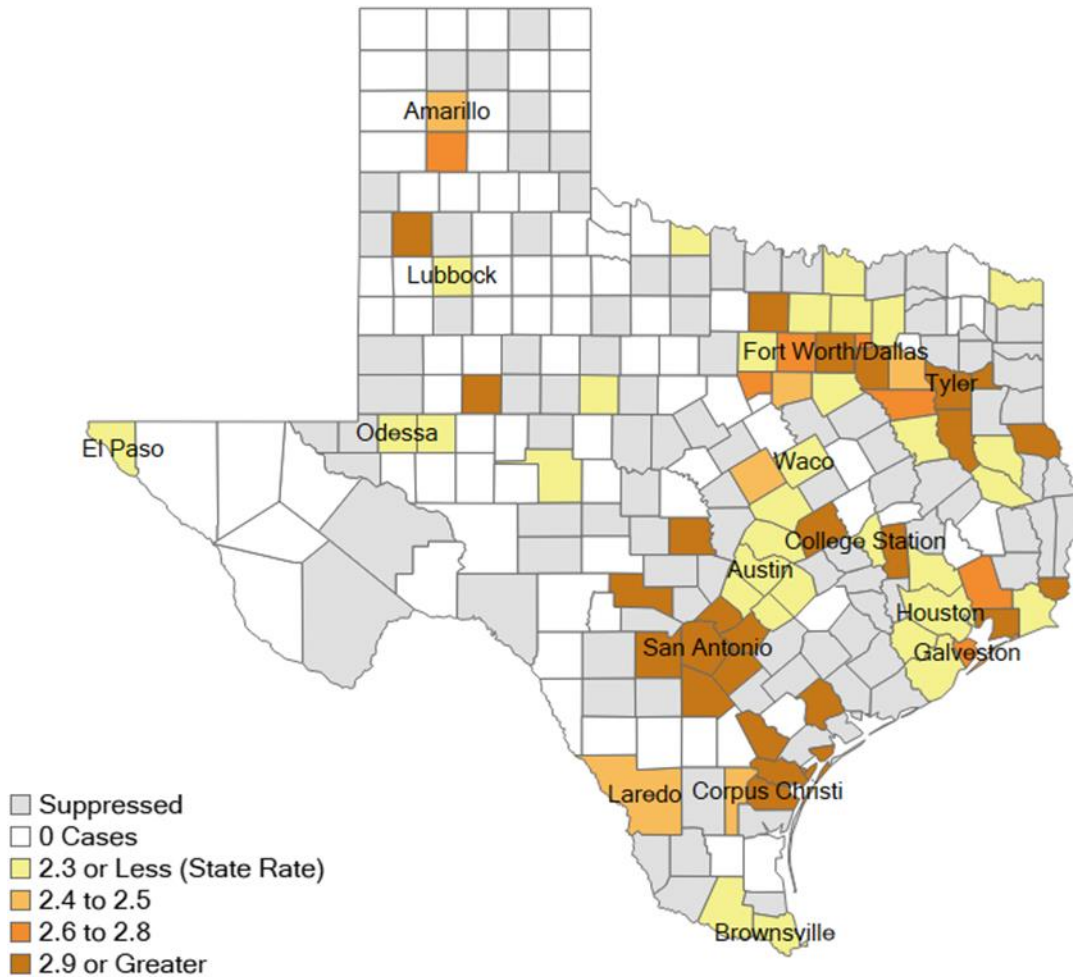 Amarillo
Lubbock
Fort Worth/Dallas
Tyler
El Paso
Odessa
Waco
College Station
Austin
Houston
San Antonio
Galveston
Laredo
Corpus Christi
Brownsville
Suppressed
0 Cases
2.3 or Less (State Rate)
2.4 to 2.5
2.6 to 2.8
2.9 or Greater